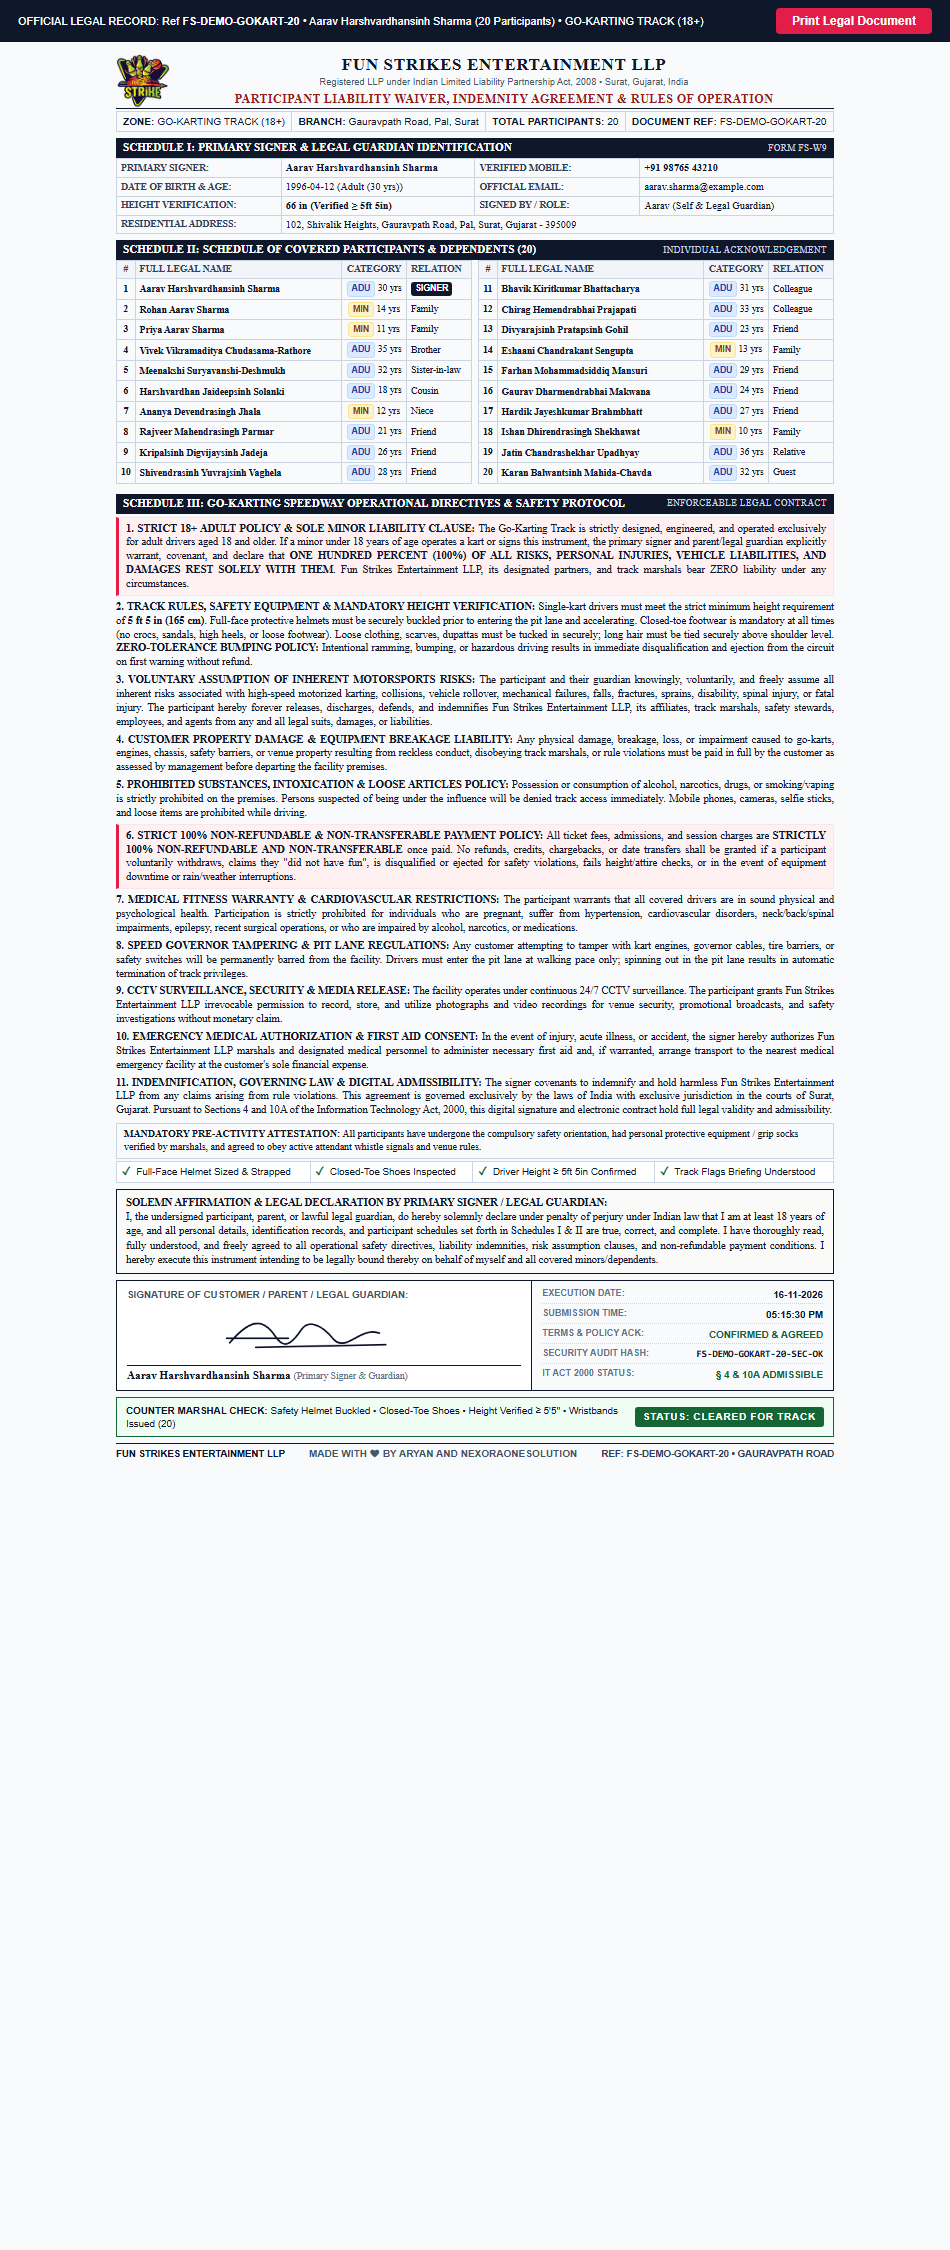 OFFICIAL LEGAL RECORD: Ref FS-DEMO-GOKART-20 • Aarav Harshvardhansinh Sharma (20 Participants) • GO-KARTING TRACK (18+)
Print Legal Document
STRIKE
FUN STRIKES ENTERTAINMENT LLP
Registered LLP under Indian Limited Liability Partnership Act, 2008 • Surat, Gujarat, India
PARTICIPANT LIABILITY WAIVER, INDEMNITY AGREEMENT & RULES OF OPERATION
ZONE: GO-KARTING TRACK (18+) BRANCH: Gauravpath Road, Pal, Surat TOTAL PARTICIPANTS: 20 DOCUMENT REF: FS-DEMO-GOKART-20
SCHEDULE I: PRIMARY SIGNER & LEGAL GUARDIAN IDENTIFICATION FORM FS-W9
PRIMARY SIGNER: Aarav Harshvardhansinh Sharma VERIFIED MOBILE: +91 98765 43210
DATE OF BIRTH & AGE: 1996-04-12 (Adult (30 yrs)) OFFICIAL EMAIL: aarav.sharma@example.com
HEIGHT VERIFICATION: 66 in (Verified ≥ 5ft 5in) SIGNED BY / ROLE: Aarav (Self & Legal Guardian)
RESIDENTIAL ADDRESS: 102, Shivalik Heights, Gauravpath Road, Pal, Surat, Gujarat - 395009
SCHEDULE II: SCHEDULE OF COVERED PARTICIPANTS & DEPENDENTS (20) INDIVIDUAL ACKNOWLEDGEMENT
# FULL LEGAL NAME CATEGORY RELATION # FULL LEGAL NAME CATEGORY RELATION
1 Aarav Harshvardhansinh Sharma ADU 30 yrs SIGNER 11 Bhavik Kiritkumar Bhattacharya ADU 31 yrs Colleague
2 Rohan Aarav Sharma MIN 14 yrs Family 12 Chirag Hemendrabhai Prajapati ADU 33 yrs Colleague
3 Priya Aarav Sharma MIN 11 yrs Family 13 Divyarajsinh Pratapsinh Gohil ADU 23 yrs Friend
4 Vivek Vikramaditya Chudasama-Rathore ADU 35 yrs Brother 14 Eshaani Chandrakant Sengupta MIN 13 yrs Family
5 Meenakshi Suryavanshi-Deshmukh ADU 32 yrs Sister-in-law 15 Farhan Mohammadsiddiq Mansuri ADU 29 yrs Friend
6 Harshvardhan Jaideepsinh Solanki ADU 18 yrs Cousin 16 Gaurav Dharmendrabhai Makwana ADU 24 yrs Friend
7 Ananya Devendrasingh Jhala MIN 12 yrs Niece 17 Hardik Jayeshkumar Brahmbhatt ADU 27 yrs Friend
8 Rajveer Mahendrasingh Parmar ADU 21 yrs Friend 18 Ishan Dhirendrasingh Shekhawat MIN 10 yrs Family
9 Kripalsinh Digvijaysinh Jadeja ADU 26 yrs Friend 19 Jatin Chandrashekhar Upadhyay ADU 36 yrs Relative
10 Shivendrasinh Yuvrajsinh Vaghela ADU 28 yrs Friend 20 Karan Balwantsinh Mahida-Chavda ADU 32 yrs Guest
SCHEDULE III: GO-KARTING SPEEDWAY OPERATIONAL DIRECTIVES & SAFETY PROTOCOL ENFORCEABLE LEGAL CONTRACT
1. STRICT 18+ ADULT POLICY & SOLE MINOR LIABILITY CLAUSE: The Go-Karting Track is strictly designed, engineered, and operated exclusively
for adult drivers aged 18 and older. If a minor under 18 years of age operates a kart or signs this instrument, the primary signer and parent/legal guardian explicitly
warrant, covenant, and declare that ONE HUNDRED PERCENT (100%) OF ALL RISKS, PERSONAL INJURIES, VEHICLE LIABILITIES, AND
DAMAGES REST SOLELY WITH THEM. Fun Strikes Entertainment LLP, its designated partners, and track marshals bear ZERO liability under any
circumstances.
2. TRACK RULES, SAFETY EQUIPMENT & MANDATORY HEIGHT VERIFICATION: Single-kart drivers must meet the strict minimum height requirement
of 5 ft 5 in (165 cm). Full-face protective helmets must be securely buckled prior to entering the pit lane and accelerating. Closed-toe footwear is mandatory at all times
(no crocs, sandals, high heels, or loose footwear). Loose clothing, scarves, dupattas must be tucked in securely; long hair must be tied securely above shoulder level.
ZERO-TOLERANCE BUMPING POLICY: Intentional ramming, bumping, or hazardous driving results in immediate disqualification and ejection from the circuit
on first warning without refund.
3. VOLUNTARY ASSUMPTION OF INHERENT MOTORSPORTS RISKS: The participant and their guardian knowingly, voluntarily, and freely assume all
inherent risks associated with high-speed motorized karting, collisions, vehicle rollover, mechanical failures, falls, fractures, sprains, disability, spinal injury, or fatal
injury. The participant hereby forever releases, discharges, defends, and indemnifies Fun Strikes Entertainment LLP, its affiliates, track marshals, safety stewards,
employees, and agents from any and all legal suits, damages, or liabilities.
4. CUSTOMER PROPERTY DAMAGE & EQUIPMENT BREAKAGE LIABILITY: Any physical damage, breakage, loss, or impairment caused to go-karts,
engines, chassis, safety barriers, or venue property resulting from reckless conduct, disobeying track marshals, or rule violations must be paid in full by the customer as
assessed by management before departing the facility premises.
5. PROHIBITED SUBSTANCES, INTOXICATION & LOOSE ARTICLES POLICY: Possession or consumption of alcohol, narcotics, drugs, or smoking/vaping
is strictly prohibited on the premises. Persons suspected of being under the influence will be denied track access immediately. Mobile phones, cameras, selfie sticks,
and loose items are prohibited while driving.
6. STRICT 100% NON-REFUNDABLE & NON-TRANSFERABLE PAYMENT POLICY: All ticket fees, admissions, and session charges are STRICTLY
100% NON-REFUNDABLE AND NON-TRANSFERABLE once paid. No refunds, credits, chargebacks, or date transfers shall be granted if a participant
voluntarily withdraws, claims they "did not have fun", is disqualified or ejected for safety violations, fails height/attire checks, or in the event of equipment
downtime or rain/weather interruptions.
7. MEDICAL FITNESS WARRANTY & CARDIOVASCULAR RESTRICTIONS: The participant warrants that all covered drivers are in sound physical and
psychological health. Participation is strictly prohibited for individuals who are pregnant, suffer from hypertension, cardiovascular disorders, neck/back/spinal
impairments, epilepsy, recent surgical operations, or who are impaired by alcohol, narcotics, or medications.
8. SPEED GOVERNOR TAMPERING & PIT LANE REGULATIONS: Any customer attempting to tamper with kart engines, governor cables, tire barriers, or
safety switches will be permanently barred from the facility. Drivers must enter the pit lane at walking pace only; spinning out in the pit lane results in automatic
termination of track privileges.
9. CCTV SURVEILLANCE, SECURITY & MEDIA RELEASE: The facility operates under continuous 24/7 CCTV surveillance. The participant grants Fun Strikes
Entertainment LLP irrevocable permission to record, store, and utilize photographs and video recordings for venue security, promotional broadcasts, and safety
investigations without monetary claim.
10. EMERGENCY MEDICAL AUTHORIZATION & FIRST AID CONSENT: In the event of injury, acute illness, or accident, the signer hereby authorizes Fun
Strikes Entertainment LLP marshals and designated medical personnel to administer necessary first aid and, if warranted, arrange transport to the nearest medical
emergency facility at the customer's sole financial expense.
11. INDEMNIFICATION, GOVERNING LAW & DIGITAL ADMISSIBILITY: The signer covenants to indemnify and hold harmless Fun Strikes Entertainment
LLP from any claims arising from rule violations. This agreement is governed exclusively by the laws of India with exclusive jurisdiction in the courts of Surat,
Gujarat. Pursuant to Sections 4 and 10A of the Information Technology Act, 2000, this digital signature and electronic contract hold full legal validity and admissibility.
MANDATORY PRE-ACTIVITY ATTESTATION: All participants have undergone the compulsory safety orientation, had personal protective equipment / grip socks
verified by marshals, and agreed to obey active attendant whistle signals and venue rules.
✓ Full-Face Helmet Sized & Strapped ✓ Closed-Toe Shoes Inspected ✓ Driver Height ≥ 5ft 5in Confirmed ✓ Track Flags Briefing Understood
SOLEMN AFFIRMATION & LEGAL DECLARATION BY PRIMARY SIGNER / LEGAL GUARDIAN:
I, the undersigned participant, parent, or lawful legal guardian, do hereby solemnly declare under penalty of perjury under Indian law that I am at least 18 years of
age, and all personal details, identification records, and participant schedules set forth in Schedules I & II are true, correct, and complete. I have thoroughly read,
fully understood, and freely agreed to all operational safety directives, liability indemnities, risk assumption clauses, and non-refundable payment conditions. I
hereby execute this instrument intending to be legally bound thereby on behalf of myself and all covered minors/dependents.
SIGNATURE OF CUSTOMER / PARENT / LEGAL GUARDIAN:
Aarav Harshvardhansinh Sharma (Primary Signer & Guardian)
EXECUTION DATE: 16-11-2026
SUBMISSION TIME: 05:15:30 PM
TERMS & POLICY ACK: CONFIRMED & AGREED
SECURITY AUDIT HASH: FS-DEMO-GOKART-20-SEC-OK
IT ACT 2000 STATUS: § 4 & 10A ADMISSIBLE
COUNTER MARSHAL CHECK: Safety Helmet Buckled • Closed-Toe Shoes • Height Verified ≥ 5'5" • Wristbands
Issued (20)
STATUS: CLEARED FOR TRACK
FUN STRIKES ENTERTAINMENT LLP MADE WITH ♥ BY ARYAN AND NEXORAONESOLUTION REF: FS-DEMO-GOKART-20 • GAURAVPATH ROAD